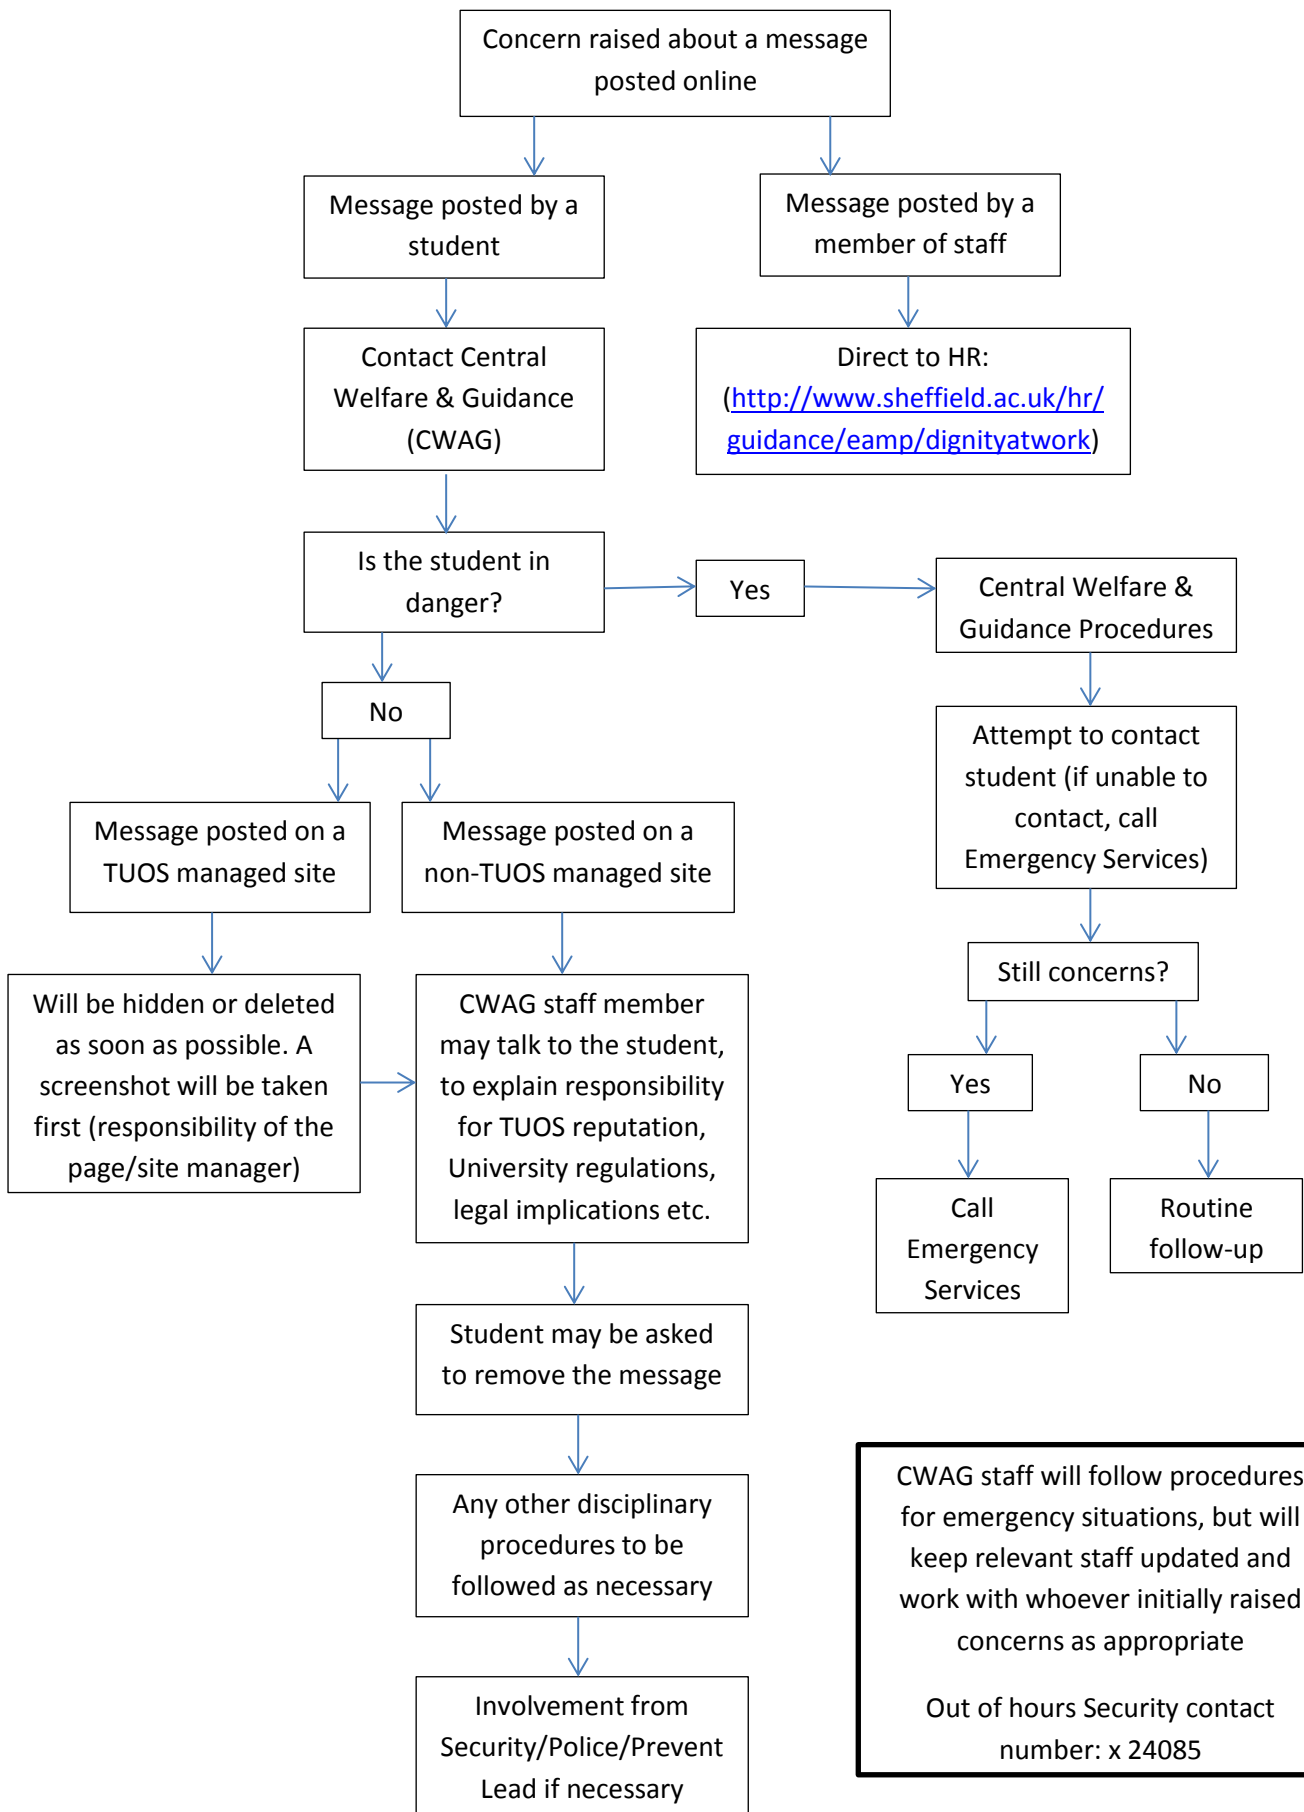 Concern raised about a message
posted online
Message posted by a
student
Message posted by a
member of staff
Contact Central
Welfare & Guidance
(CWAG)
Direct to HR:
(http://www.sheffield.ac.uk/hr/
guidance/eamp/dignityatwork)
Is the student in
danger?
Yes
Central Welfare &
Guidance Procedures
No
Attempt to contact
student (if unable to
contact, call
Emergency Services)
Message posted on a
TUOS managed site
Message posted on a
non-TUOS managed site
Still concerns?
Will be hidden or deleted
as soon as possible. A
screenshot will be taken
first (responsibility of the
page/site manager)
CWAG staff member
may talk to the student,
to explain responsibility
for TUOS reputation,
University regulations,
legal implications etc.
Yes
No
Call
Emergency
Services
Routine
follow-up
Student may be asked
to remove the message
Any other disciplinary
procedures to be
followed as necessary
CWAG staff will follow procedures
for emergency situations, but will
keep relevant staff updated and
work with whoever initially raised
concerns as appropriate
Out of hours Security contact
number: x 24085
Involvement from
Security/Police/Prevent
Lead if necessary